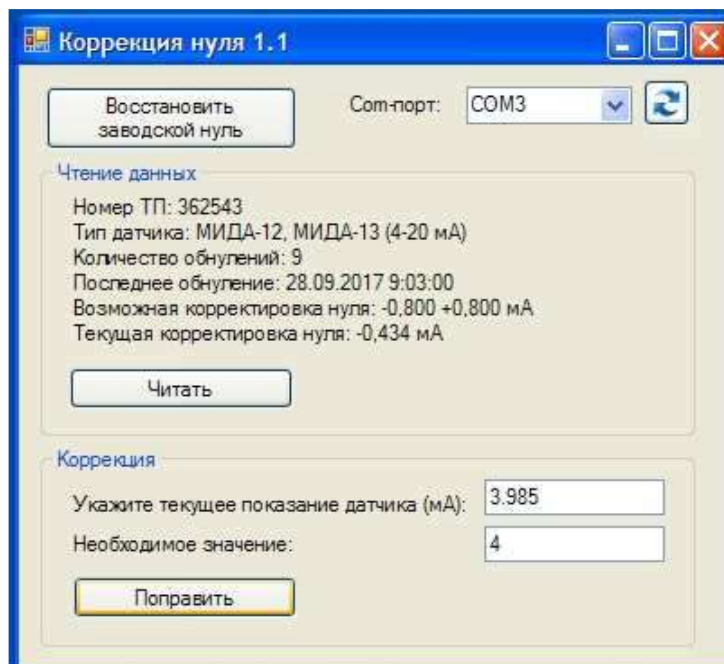 Коррекция нуля 1.1
Восстановить
заводской нуль
Com-порт:
COM3
Чтение данных
Номер ТП: 362543
Тип датчика: МИДА-12, МИДА-13 (4-20 мА)
Количество обнулений: 9
Последнее обнуление: 28.09.2017 9:03:00
Возможная корректировка нуля: -0,800 +0,800 мА
Текущая корректировка нуля: -0,434 мА
Читать
Коррекция
Укажите текущее показание датчика (мА):
3.985
Необходимое значение:
4
Поправить